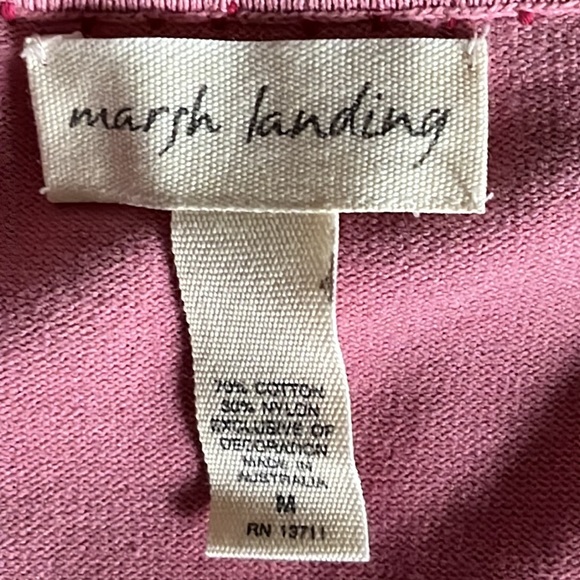 marsh landing
70% COTTON
30% NYLON
EXCLUSIVE OF
DECORATION
MADE IN
AUSTRALIA
M
RN 13711